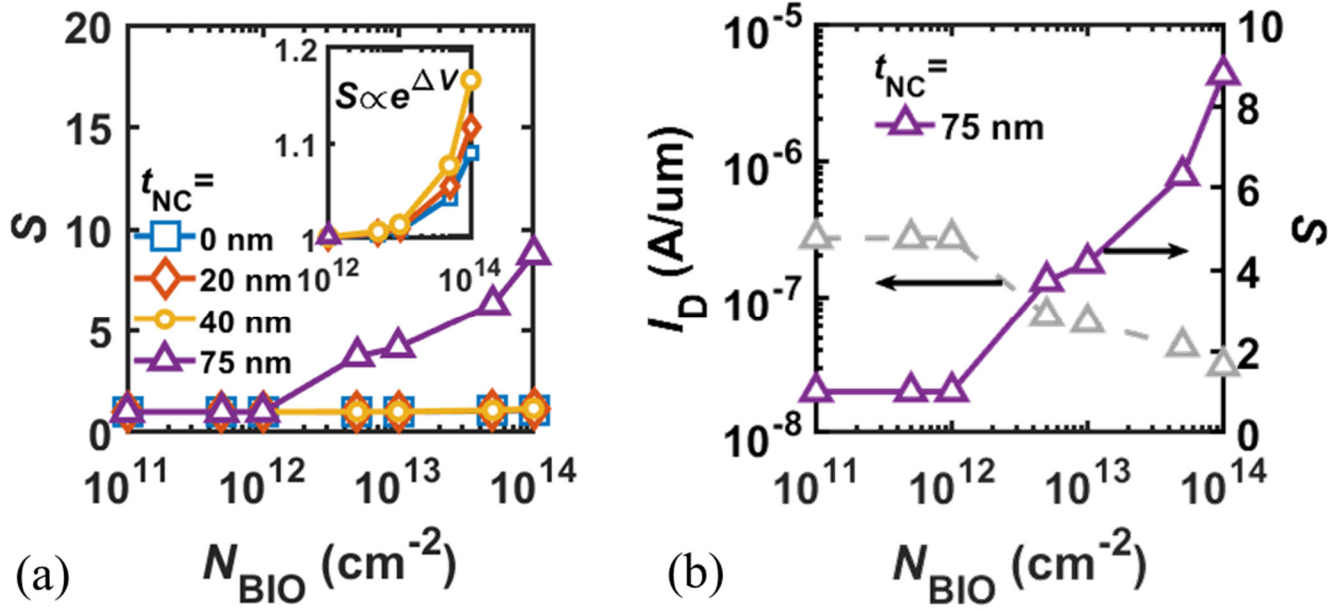 20
15
10
5
0
S
t_NC=
0 nm
20 nm
40 nm
75 nm
1.2
1.1
1
S∝e^ΔV
10^12 10^14
10^11 10^12 10^13 10^14
N_BIO (cm^-2)
(a)
10^-5
10^-6
10^-7
10^-8
I_D (A/um)
t_NC=
75 nm
10
8
6
4
2
0
S
10^11 10^12 10^13 10^14
N_BIO (cm^-2)
(b)